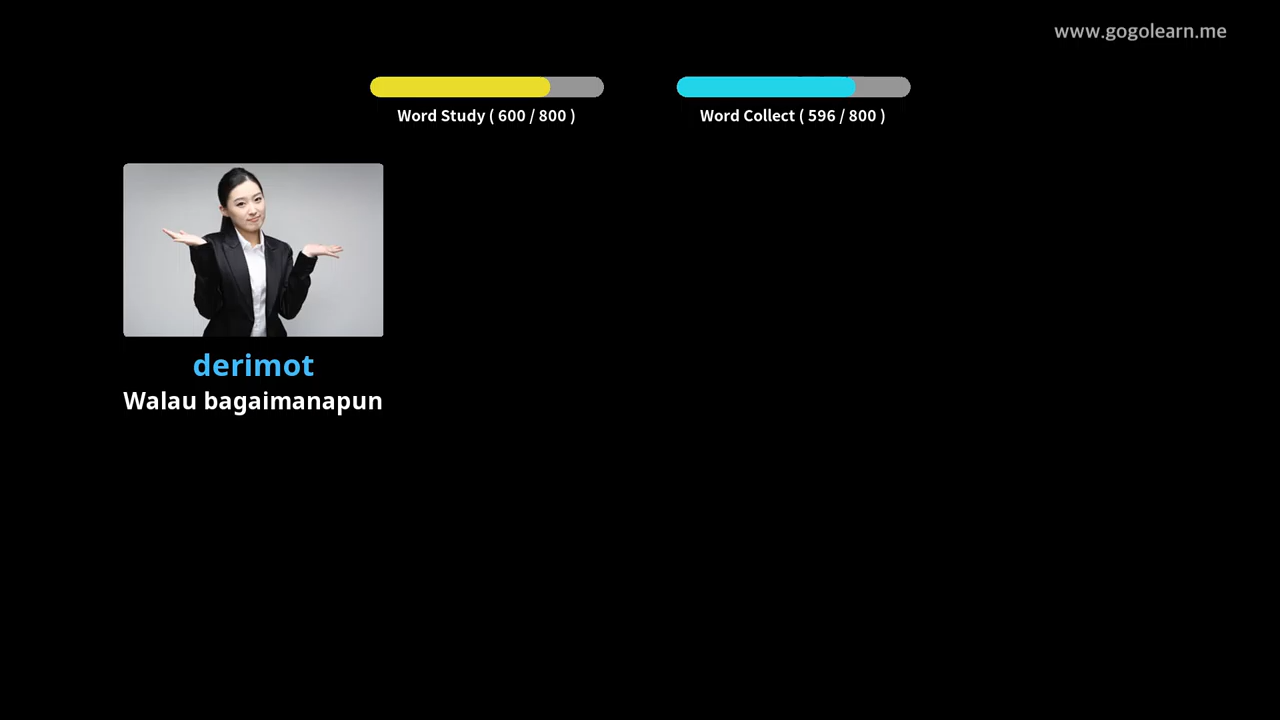 www.gogolearn.me
Word Study ( 600 / 800 )
Word Collect ( 596 / 800 )
derimot
Walau bagaimanapun